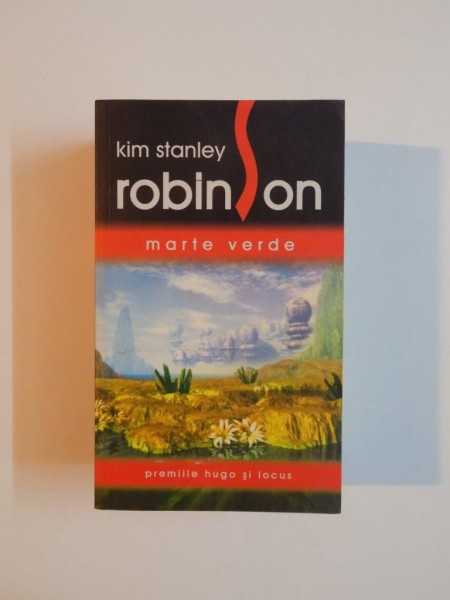 kim stanley
robinson
marte verde
premiile hugo și locus